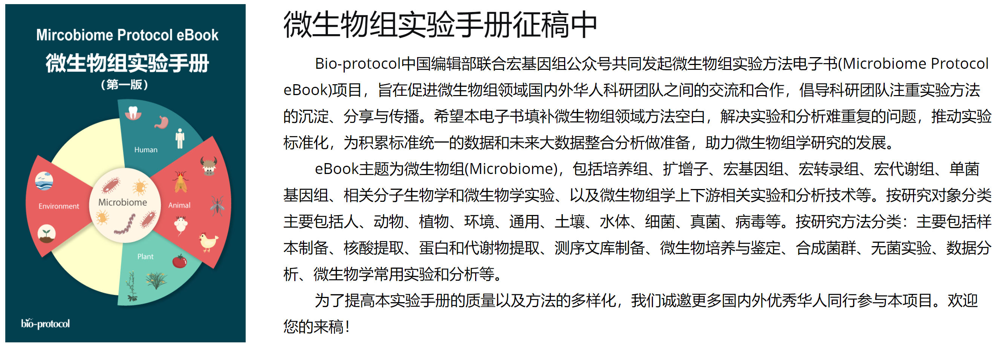 Mircobiome Protocol eBook
微生物组实验手册
（第一版）
Human
Environment
Microbiome
Animal
Plant
bio-protocol
微生物组实验手册征稿中
Bio-protocol中国编辑部联合宏基因组公众号共同发起微生物组实验方法电子书(Microbiome Protocol
eBook)项目，旨在促进微生物组领域国内外华人科研团队之间的交流和合作，倡导科研团队注重实验方法
的沉淀、分享与传播。希望本电子书填补微生物组领域方法空白，解决实验和分析难重复的问题，推动实验
标准化，为积累标准统一的数据和未来大数据整合分析做准备，助力微生物组学研究的发展。
eBook主题为微生物组(Microbiome)，包括培养组、扩增子、宏基因组、宏转录组、宏代谢组、单菌
基因组、相关分子生物学和微生物学实验、以及微生物组学上下游相关实验和分析技术等。按研究对象分类
主要包括人、动物、植物、环境、通用、土壤、水体、细菌、真菌、病毒等。按研究方法分类：主要包括样
本制备、核酸提取、蛋白和代谢物提取、测序文库制备、微生物培养与鉴定、合成菌群、无菌实验、数据分
析、微生物学常用实验和分析等。
为了提高本实验手册的质量以及方法的多样化，我们诚邀更多国内外优秀华人同行参与本项目。欢迎
您的来稿！